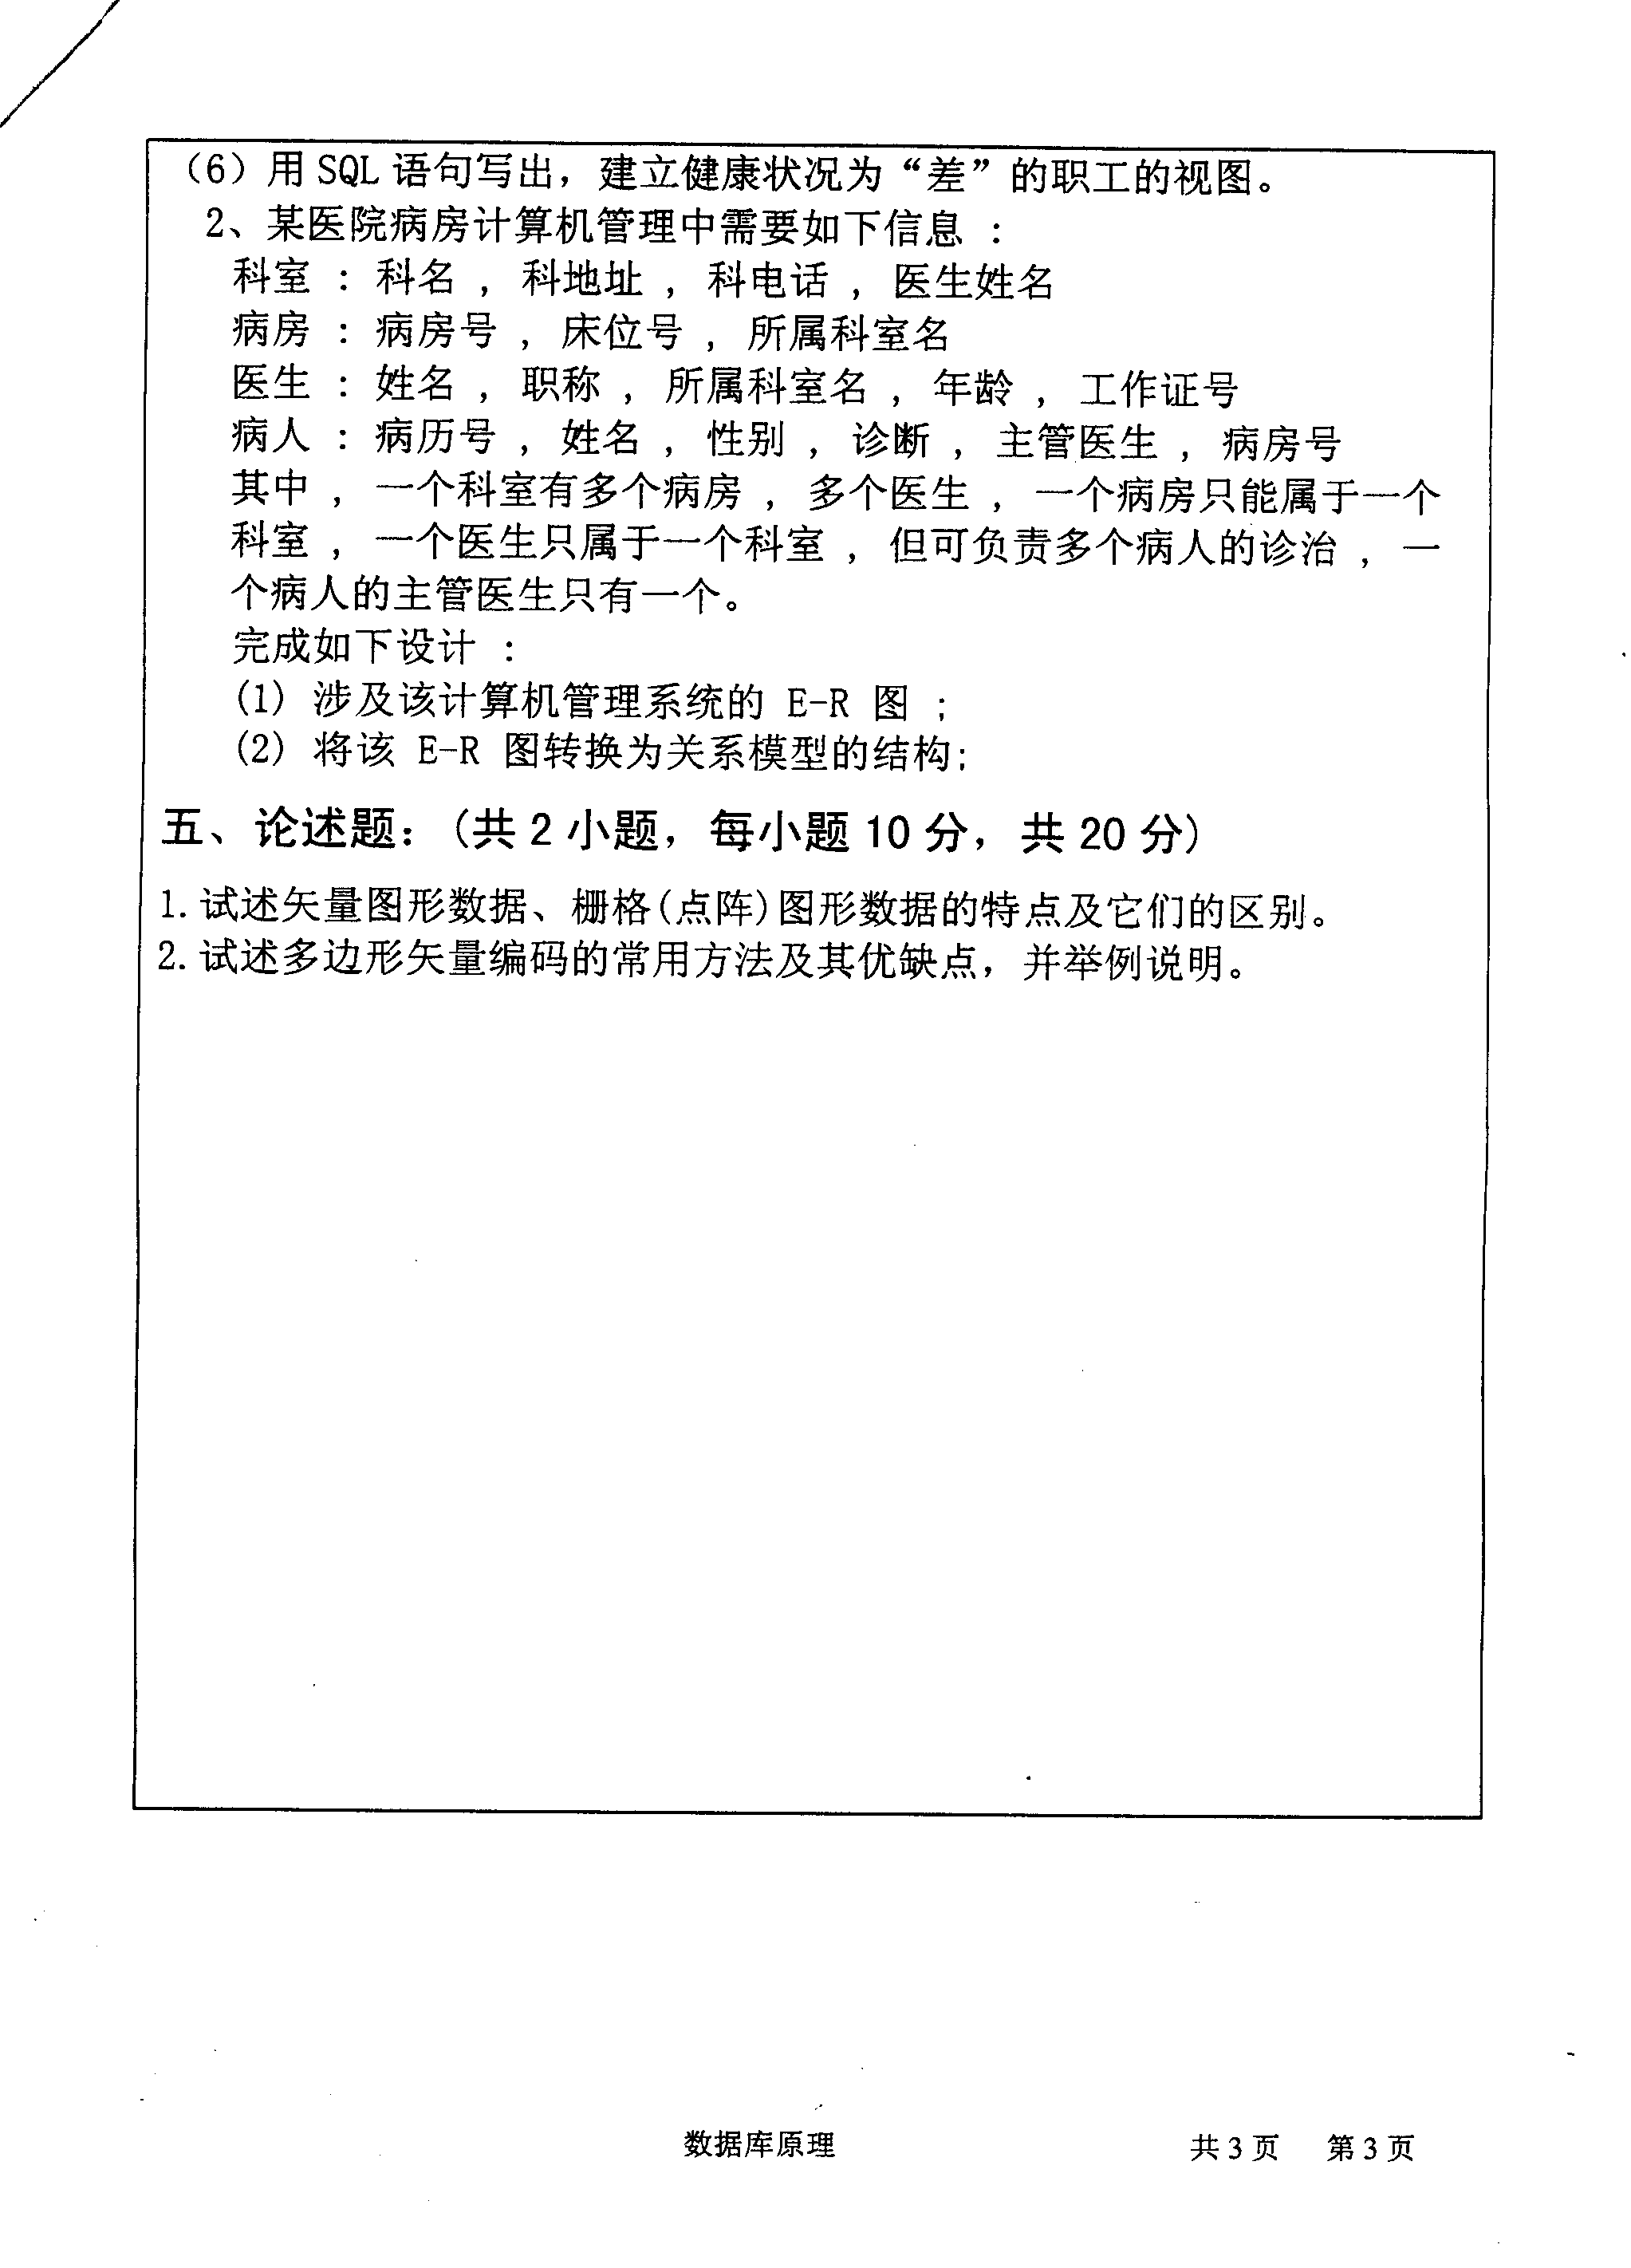 （6）用 SQL 语句写出，建立健康状况为“差”的职工的视图。
2、某医院病房计算机管理中需要如下信息 ：
科室 ： 科名 ， 科地址 ， 科电话 ， 医生姓名
病房 ： 病房号 ， 床位号 ， 所属科室名
医生 ： 姓名 ， 职称 ， 所属科室名 ， 年龄 ， 工作证号
病人 ： 病历号 ， 姓名 ， 性别 ， 诊断 ， 主管医生 ， 病房号
其中 ， 一个科室有多个病房 ， 多个医生 ， 一个病房只能属于一个
科室 ， 一个医生只属于一个科室 ， 但可负责多个病人的诊治 ， 一
个病人的主管医生只有一个。
完成如下设计 ：
(1) 涉及该计算机管理系统的 E-R 图 ；
(2) 将该 E-R 图转换为关系模型的结构;
五、论述题：(共 2 小题，每小题 10 分，共 20 分)
1. 试述矢量图形数据、栅格(点阵)图形数据的特点及它们的区别。
2. 试述多边形矢量编码的常用方法及其优缺点，并举例说明。
数据库原理 共 3 页 第 3 页